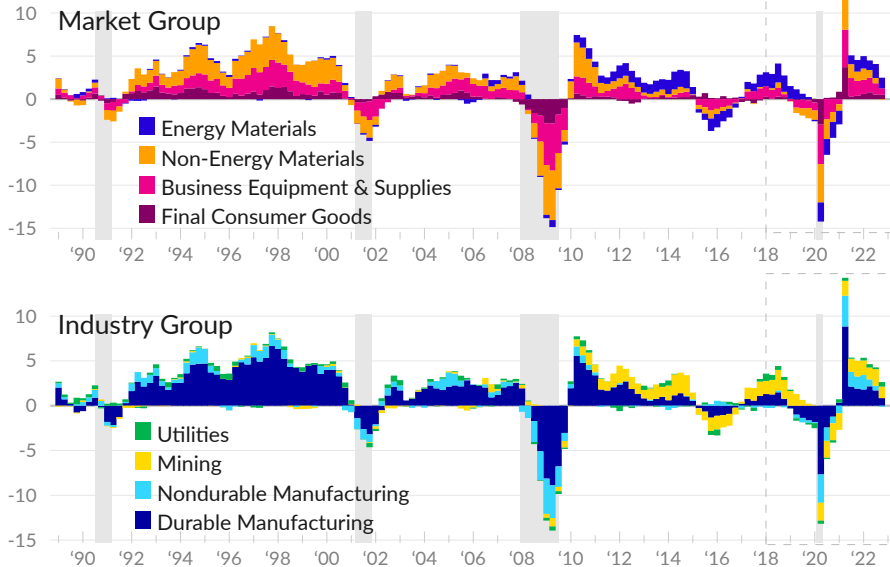 Market Group
10
5
0
-5
-10
-15
Energy Materials
Non-Energy Materials
Business Equipment & Supplies
Final Consumer Goods
‘90 ‘92 ‘94 ‘96 ‘98 ‘00 ‘02 ‘04 ‘06 ‘08 ‘10 ‘12 ‘14 ‘16 ‘18 ‘20 ‘22
Industry Group
10
5
0
-5
-10
-15
Utilities
Mining
Nondurable Manufacturing
Durable Manufacturing
‘90 ‘92 ‘94 ‘96 ‘98 ‘00 ‘02 ‘04 ‘06 ‘08 ‘10 ‘12 ‘14 ‘16 ‘18 ‘20 ‘22